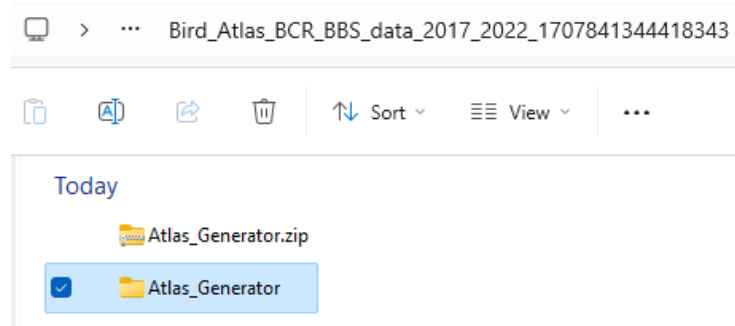 > ... Bird_Atlas_BCR_BBS_data_2017_2022_1707841344418343
Sort View ...
Today
Atlas_Generator.zip
Atlas_Generator